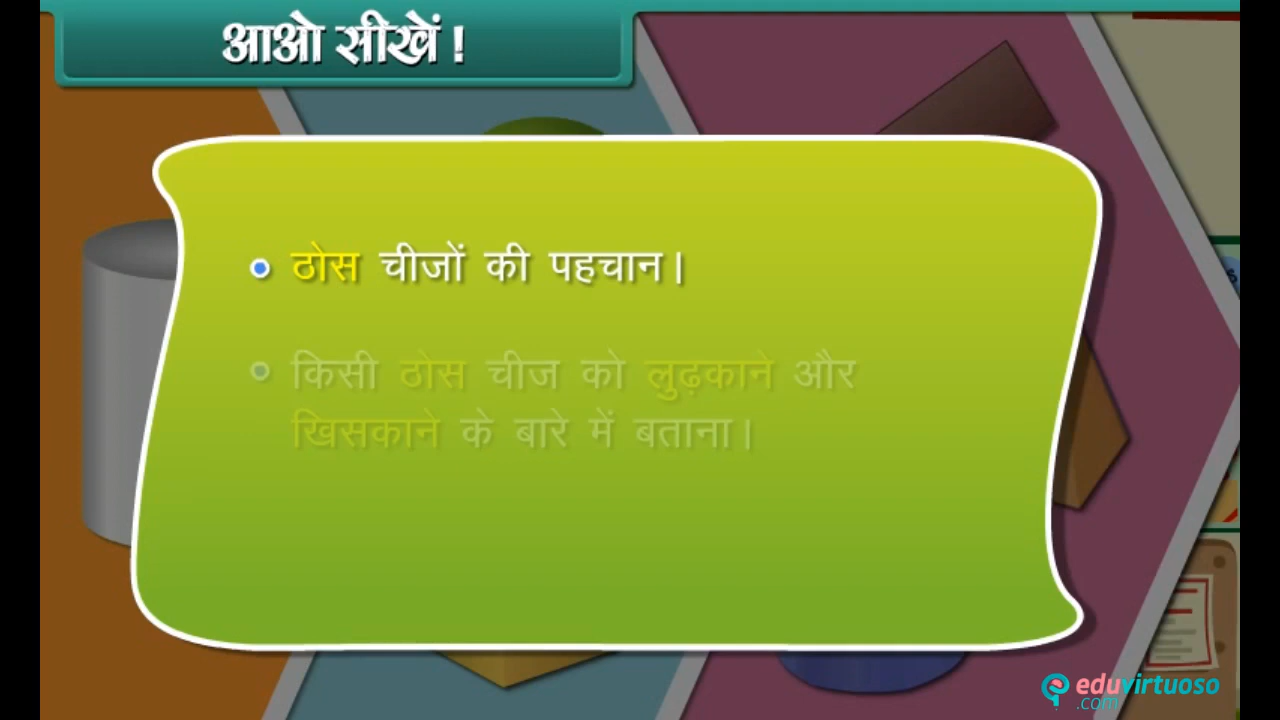 आओ सीखें!
ठोस चीजों की पहचान।
किसी ठोस चीज को लुढ़काने और
खिसकाने के बारे में बताना।
eduvirtuoso
.com